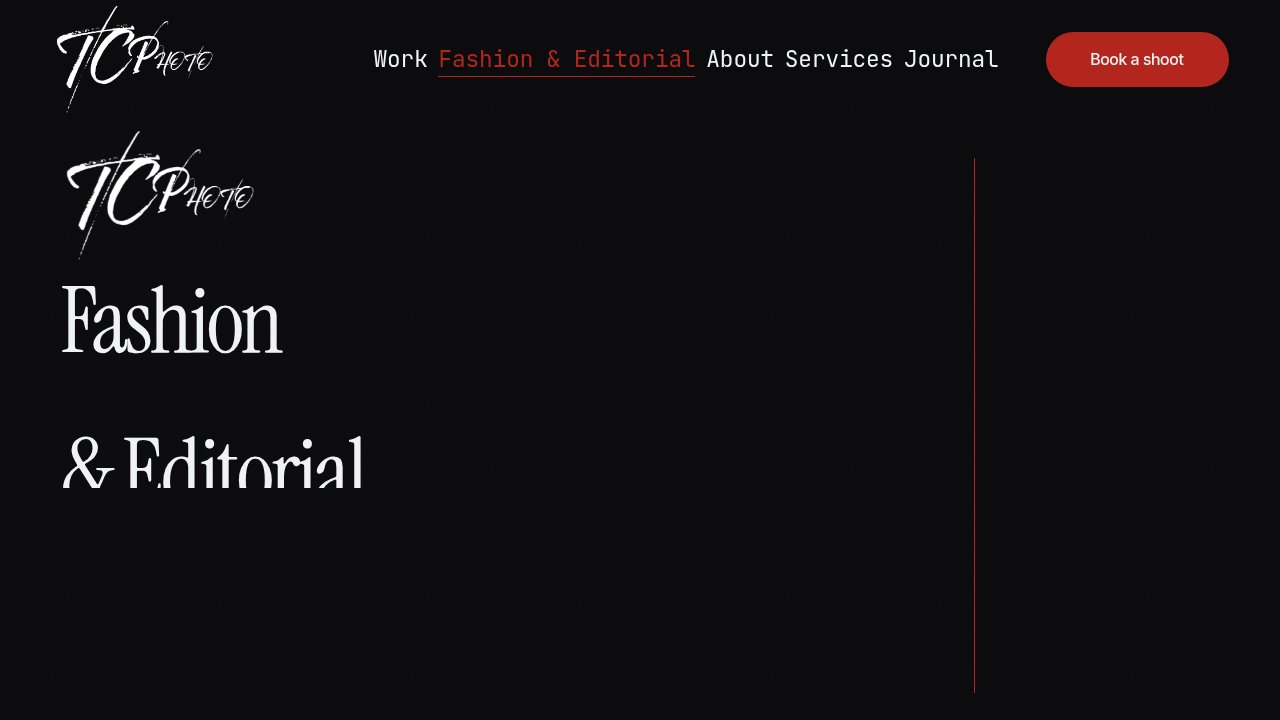 TCPHOTO
Work Fashion & Editorial About Services Journal
Book a shoot
TCPHOTO
Fashion
& Editorial